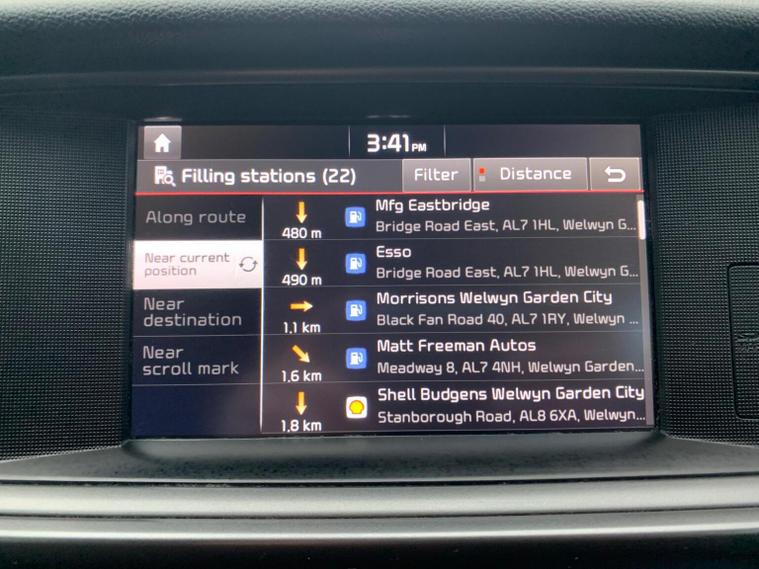 3:41PM
Filling stations (22)
Filter
Distance
Along route
Near current
position
Near
destination
Near
scroll mark
480 m
Mfg Eastbridge
Bridge Road East, AL7 1HL, Welwyn G...
490 m
Esso
Bridge Road East, AL7 1HL, Welwyn G...
1.1 km
Morrisons Welwyn Garden City
Black Fan Road 40, AL7 1RY, Welwyn ...
1.6 km
Matt Freeman Autos
Meadway 8, AL7 4NH, Welwyn Garden...
1.8 km
Shell Budgens Welwyn Garden City
Stanborough Road, AL8 6XA, Welwyn...